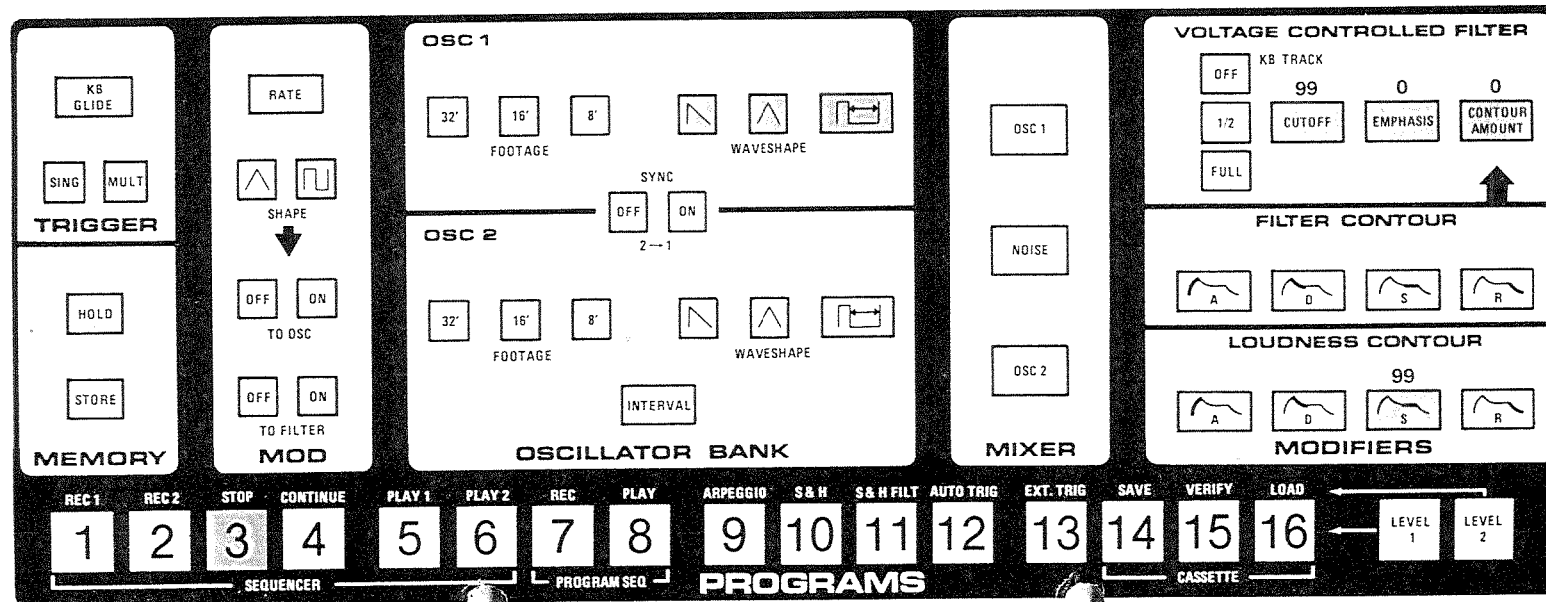 KB
GLIDE
SING MULT
TRIGGER
HOLD
STORE
MEMORY
RATE
SHAPE
OFF ON
TO OSC
OFF ON
TO FILTER
MOD
OSC 1
32' 16' 8'
FOOTAGE
WAVESHAPE
SYNC
OFF ON
2→1
OSC 2
32' 16' 8'
FOOTAGE
WAVESHAPE
INTERVAL
OSCILLATOR BANK
OSC 1
NOISE
OSC 2
MIXER
VOLTAGE CONTROLLED FILTER
OFF KB TRACK
1/2
FULL
99 0 0
CUTOFF EMPHASIS CONTOUR
AMOUNT
FILTER CONTOUR
A D S R
LOUDNESS CONTOUR
99
A D S R
MODIFIERS
REC 1 REC 2 STOP CONTINUE PLAY 1 PLAY 2 REC PLAY ARPEGGIO S & H S & H FILT AUTO TRIG EXT. TRIG SAVE VERIFY LOAD
1 2 3 4 5 6 7 8 9 10 11 12 13 14 15 16
LEVEL
1
LEVEL
2
SEQUENCER PROGRAM SEQ. PROGRAMS CASSETTE